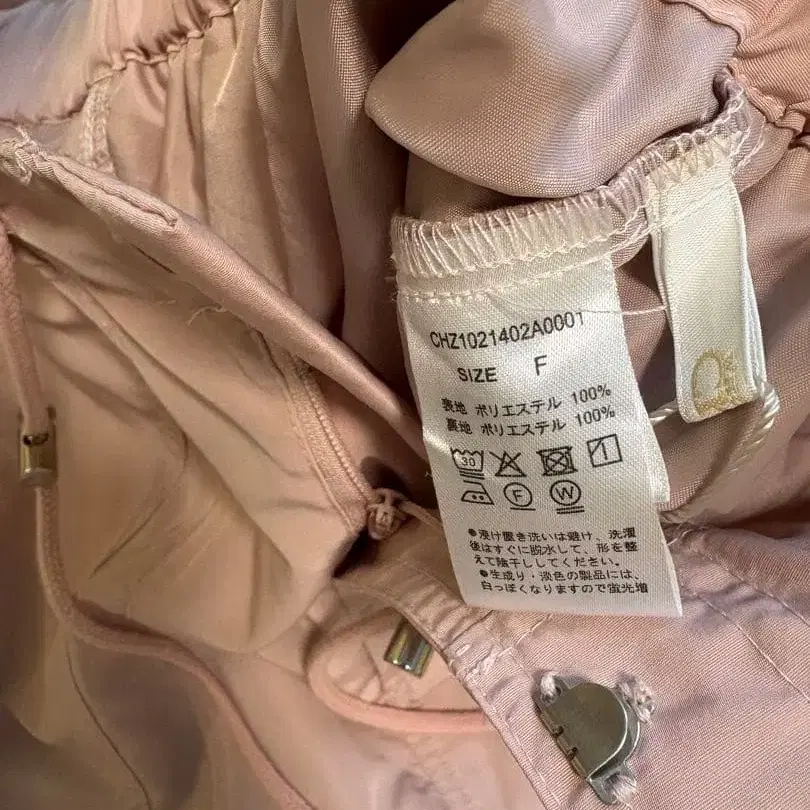 CHZ1021402A0001
SIZE F
表地 ポリエステル 100%
裏地 ポリエステル 100%
30
F W
●浸け置き洗いは避け、洗濯
後はすぐに脱水して、形を整
えて陰干ししてください。
●生成り・淡色の製品には、
白っぽくなりますので蛍光増